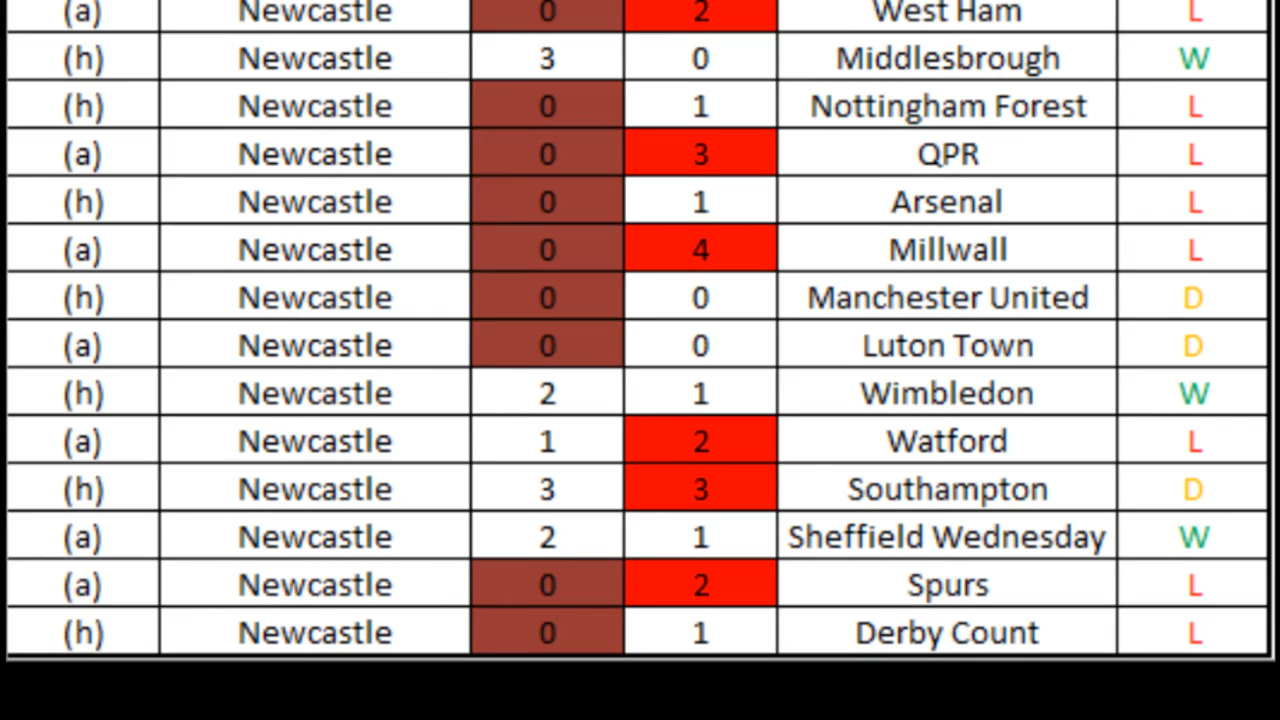 (a) Newcastle 0 2 West Ham L
(h) Newcastle 3 0 Middlesbrough W
(h) Newcastle 0 1 Nottingham Forest L
(a) Newcastle 0 3 QPR L
(h) Newcastle 0 1 Arsenal L
(a) Newcastle 0 4 Millwall L
(h) Newcastle 0 0 Manchester United D
(a) Newcastle 0 0 Luton Town D
(h) Newcastle 2 1 Wimbledon W
(a) Newcastle 1 2 Watford L
(h) Newcastle 3 3 Southampton D
(a) Newcastle 2 1 Sheffield Wednesday W
(a) Newcastle 0 2 Spurs L
(h) Newcastle 0 1 Derby Count L